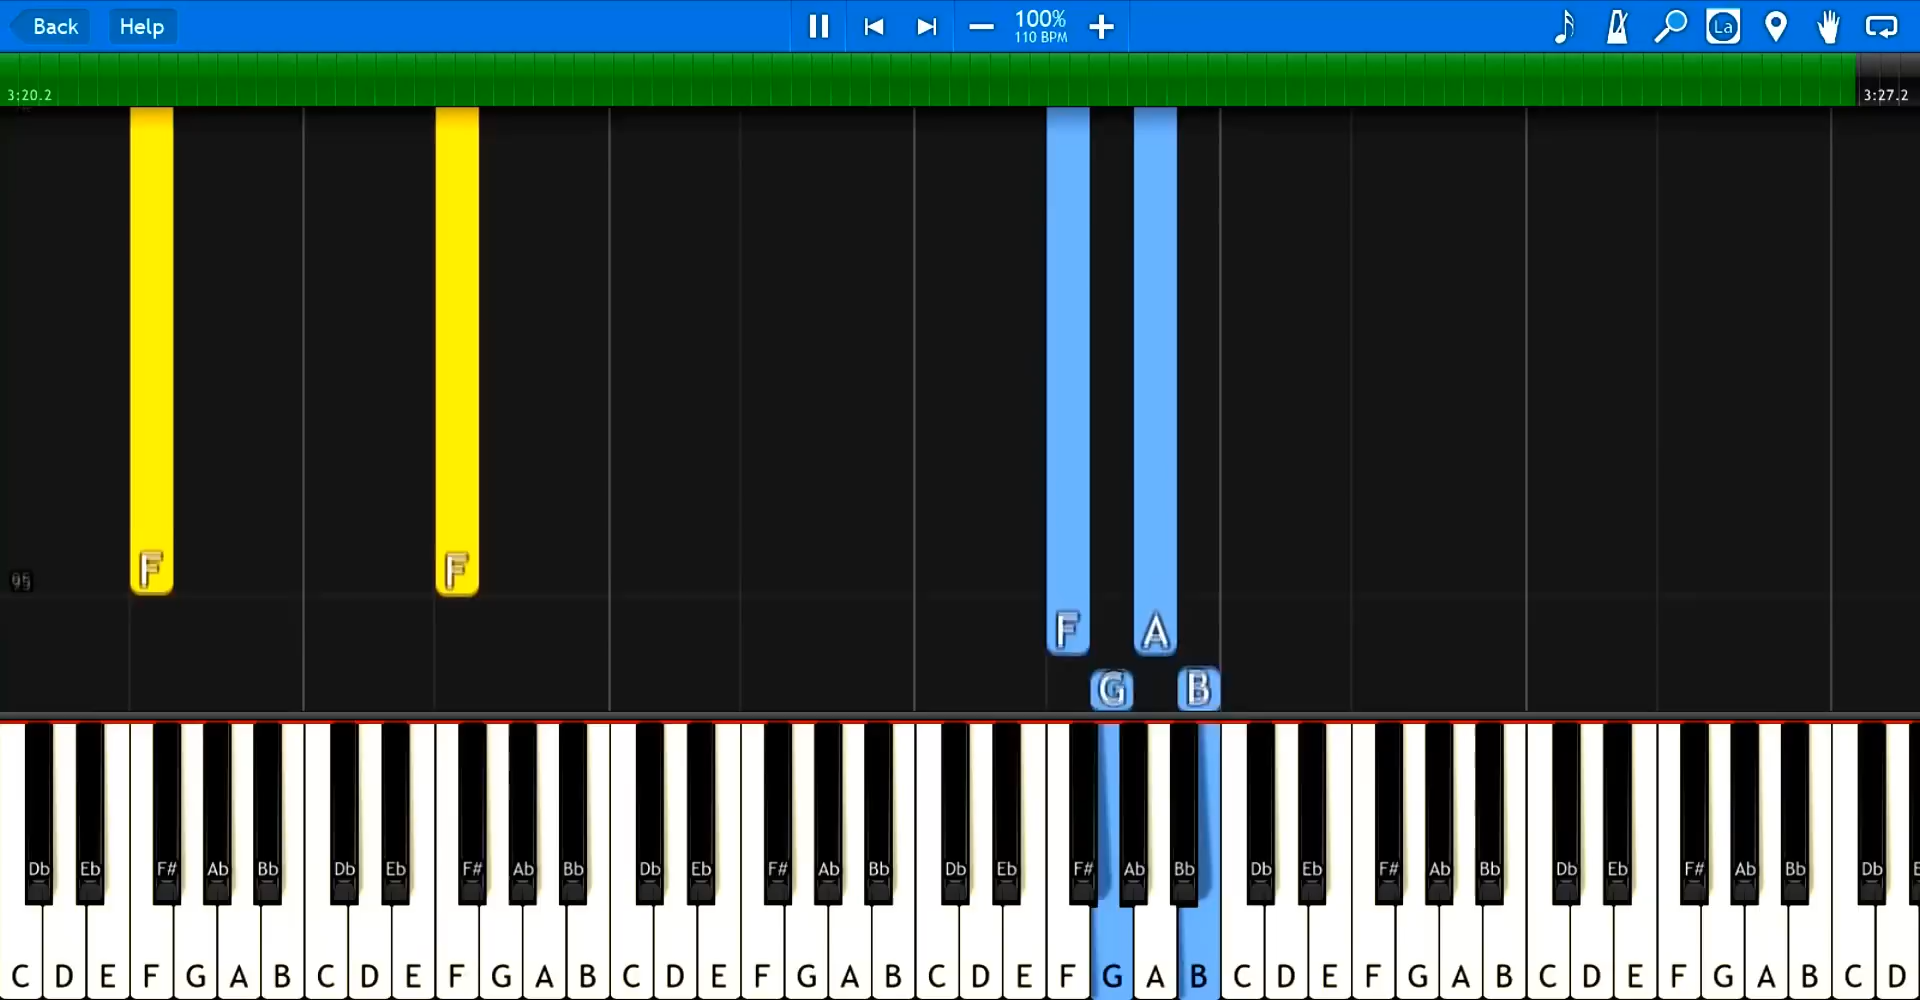 Back Help 100% La
110 BPM
3:20.2 3:27.2
F F
95
F A
G B
Db Eb F# Ab Bb Db Eb F# Ab Bb Db Eb F# Ab Bb Db Eb F# Ab Bb Db Eb F# Ab Bb Db Eb F# Ab Bb Db E
C D E F G A B C D E F G A B C D E F G A B C D E F G A B C D E F G A B C D E F G A B C D